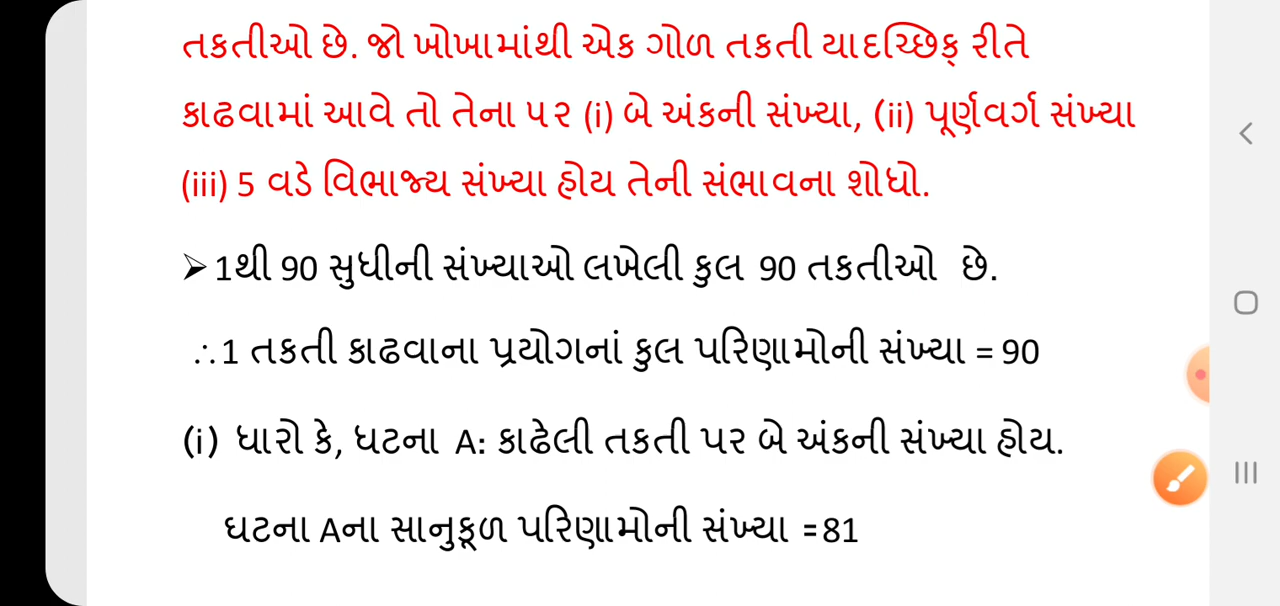 તકતીઓ છે. જો ખોખામાંથી એક ગોળ તકતી યાદચ્છિક્ રીતે
કાઢવામાં આવે તો તેના પર (i) બે અંકની સંખ્યા, (ii) પૂર્ણવર્ગ સંખ્યા
(iii) 5 વડે વિભાજ્ય સંખ્યા હોય તેની સંભાવના શોધો.
➢ 1થી 90 સુધીની સંખ્યાઓ લખેલી કુલ 90 તકતીઓ છે.
∴ 1 તકતી કાઢવાના પ્રયોગનાં કુલ પરિણામોની સંખ્યા = 90
(i) ધારો કે, ધટના A: કાઢેલી તકતી પર બે અંકની સંખ્યા હોય.
ઘટના Aના સાનુકૂળ પરિણામોની સંખ્યા = 81